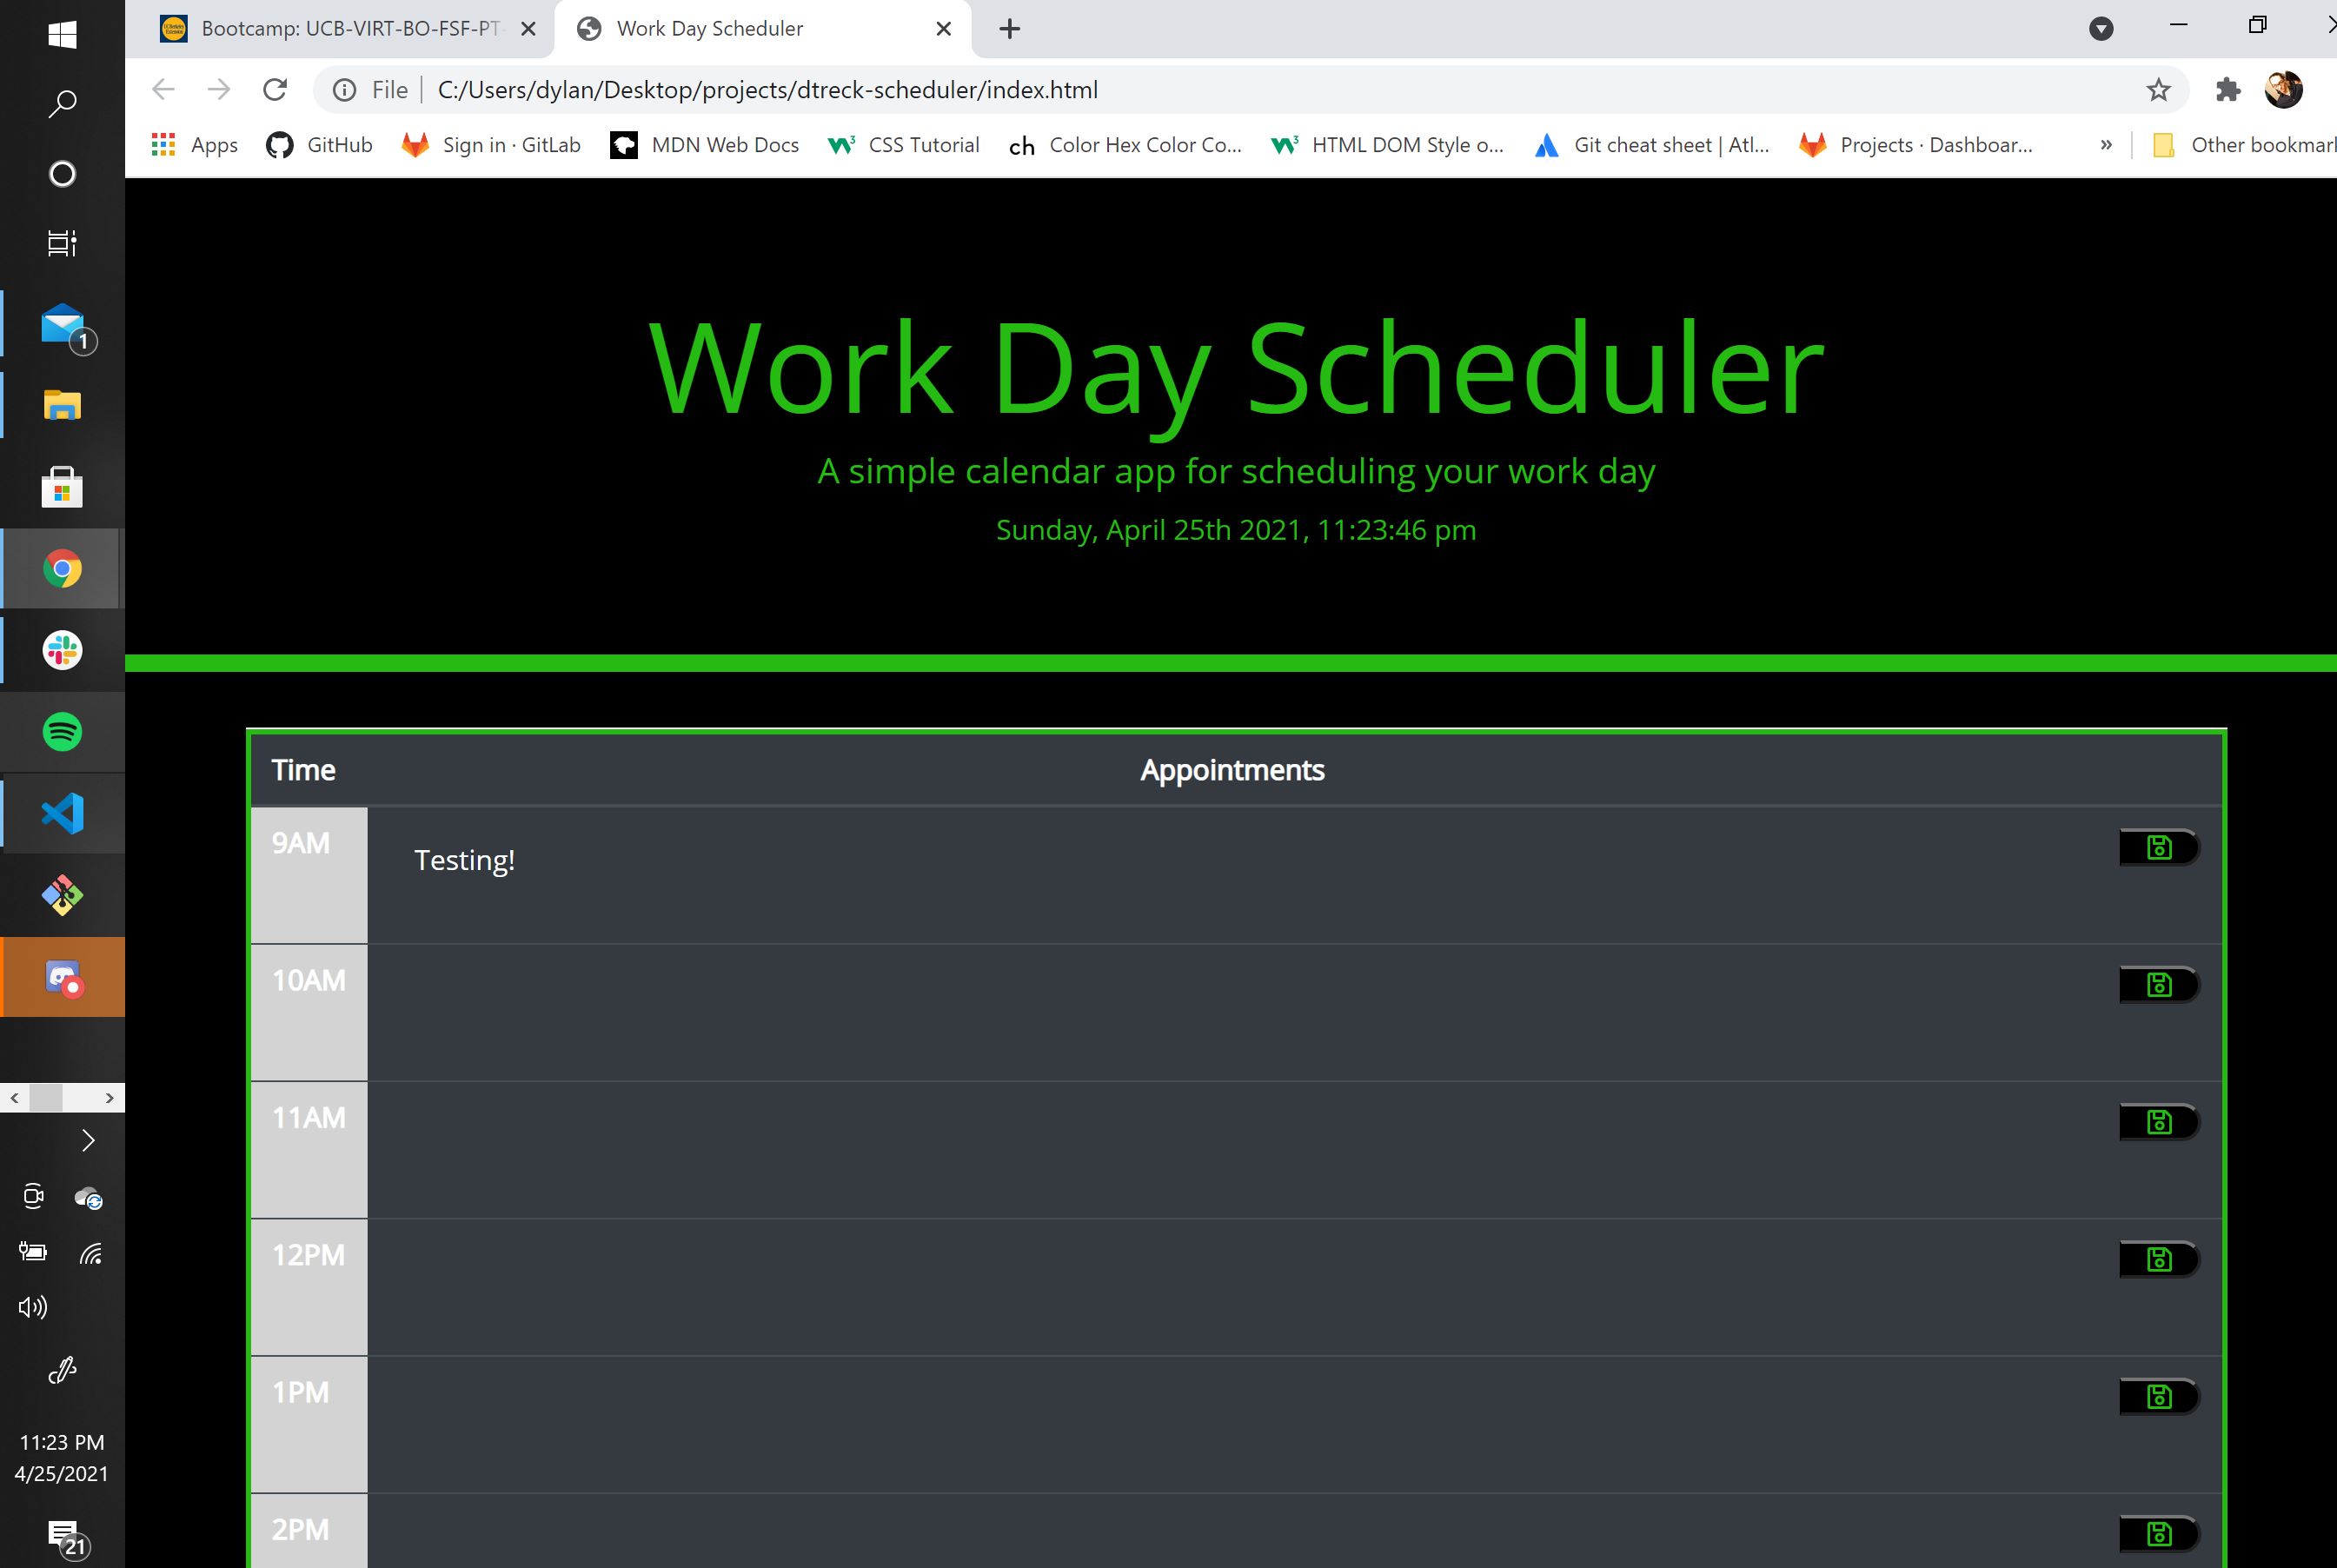 Bootcamp: UCB-VIRT-BO-FSF-PT
Work Day Scheduler
File
C:/Users/dylan/Desktop/projects/dtreck-scheduler/index.html
Apps
GitHub
Sign in · GitLab
MDN Web Docs
CSS Tutorial
ch Color Hex Color Co...
HTML DOM Style o...
Git cheat sheet | Atl...
Projects · Dashboar...
»
Other bookmark
Work Day Scheduler
A simple calendar app for scheduling your work day
Sunday, April 25th 2021, 11:23:46 pm
Time Appointments
9AM Testing!
10AM
11AM
12PM
1PM
2PM
1
11:23 PM
4/25/2021
21